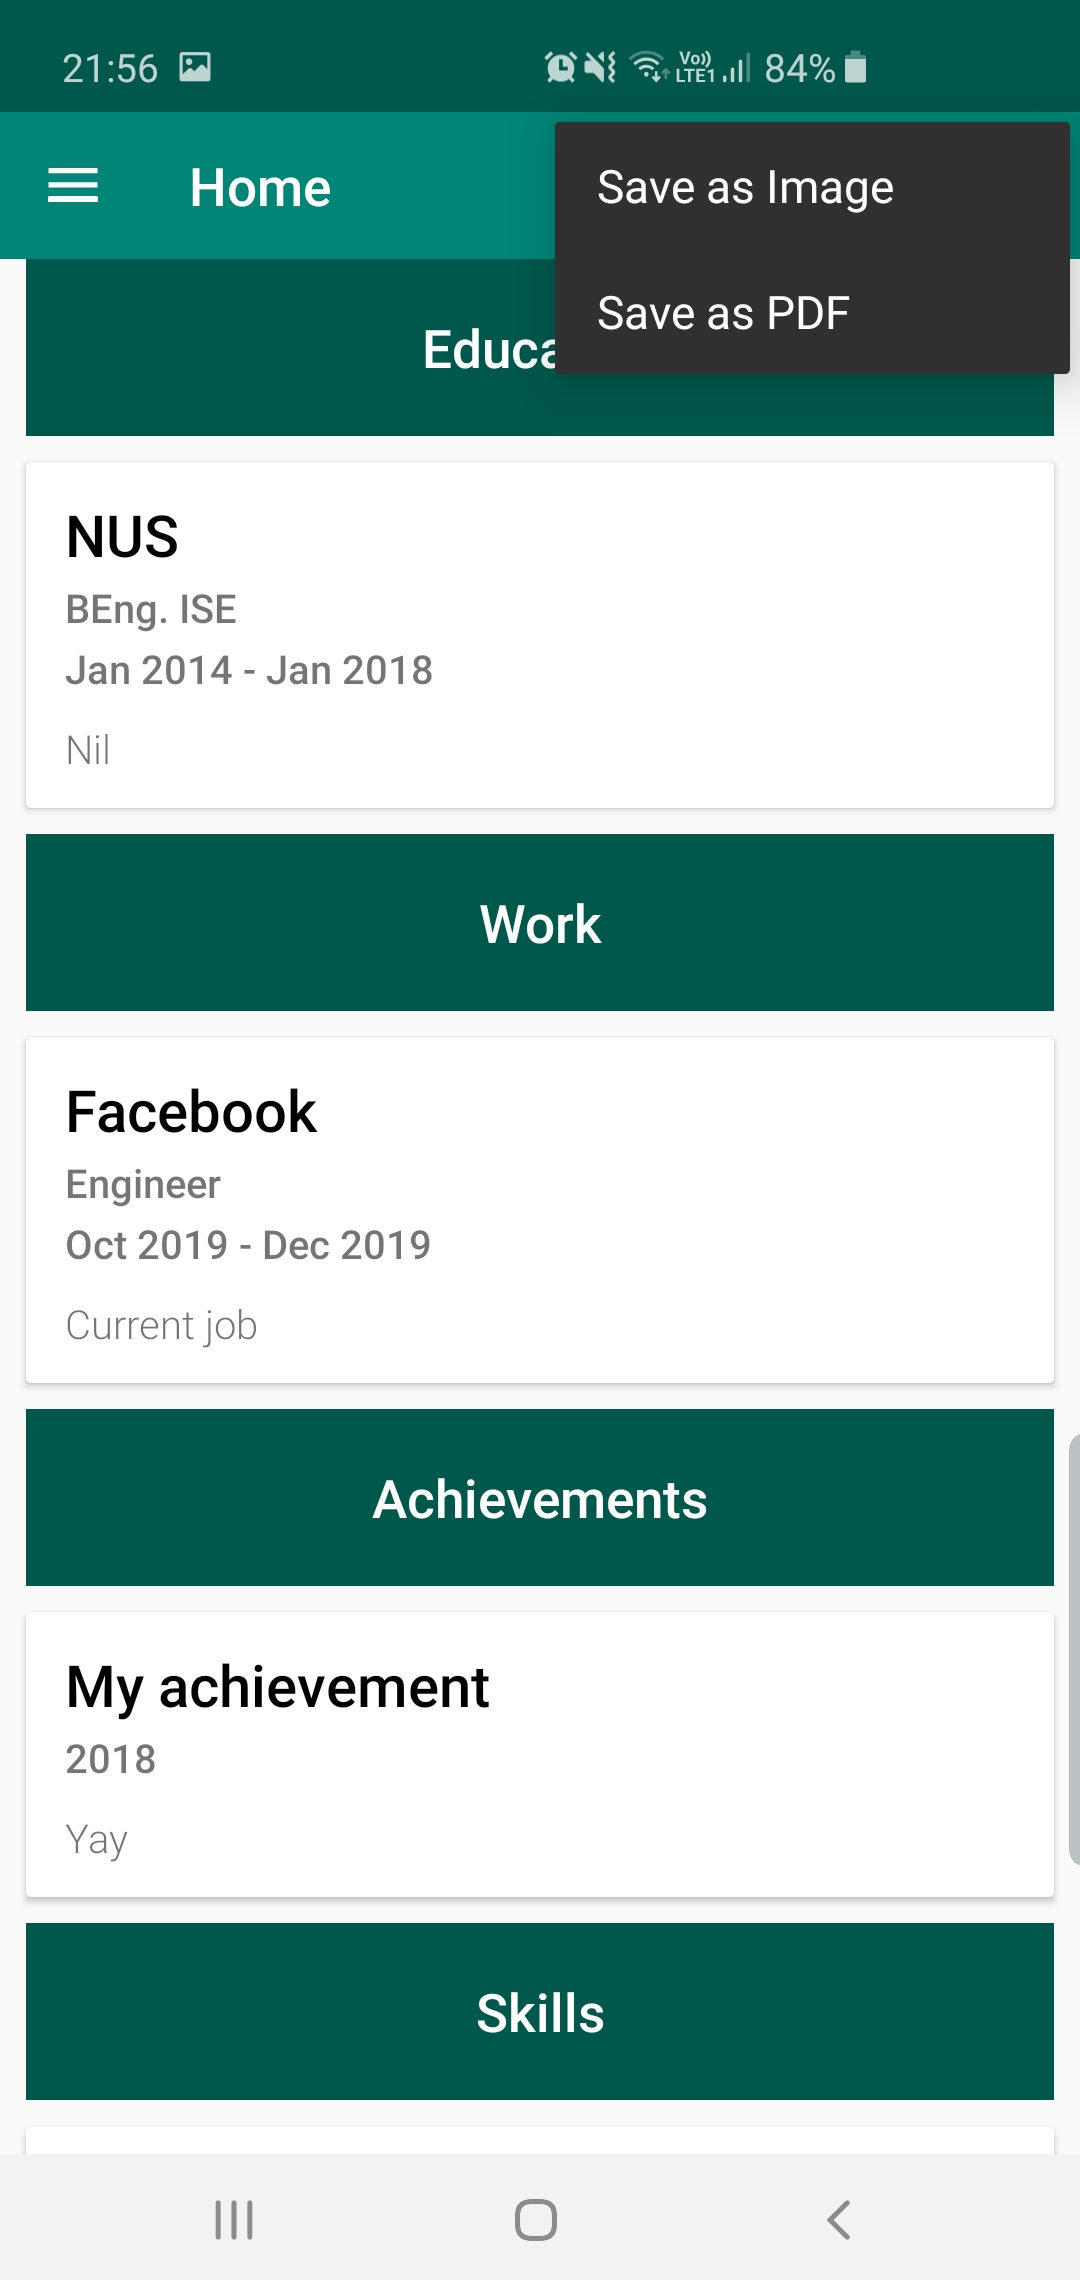 21:56
Vo)) LTE1 84%
Home
Save as Image
Save as PDF
Educa
NUS
BEng. ISE
Jan 2014 - Jan 2018
Nil
Work
Facebook
Engineer
Oct 2019 - Dec 2019
Current job
Achievements
My achievement
2018
Yay
Skills